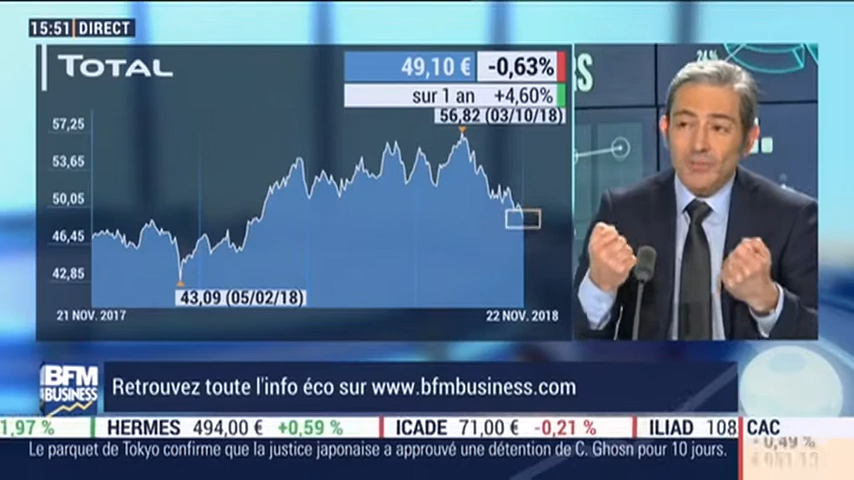 15:51 DIRECT
TOTAL
49,10 € -0,63%
sur 1 an +4,60%
56,82 (03/10/18)
57,25
53,65
50,05
46,45
42,85
43,09 (05/02/18)
21 NOV. 2017
22 NOV. 2018
24%
RS
BFM
BUSINESS
Retrouvez toute l'info éco sur www.bfmbusiness.com
1,97 % HERMES 494,00 € +0,59 % ICADE 71,00 € -0,21 % ILIAD 108
CAC
-0,49 %
Le parquet de Tokyo confirme que la justice japonaise a approuvé une détention de C. Ghosn pour 10 jours.